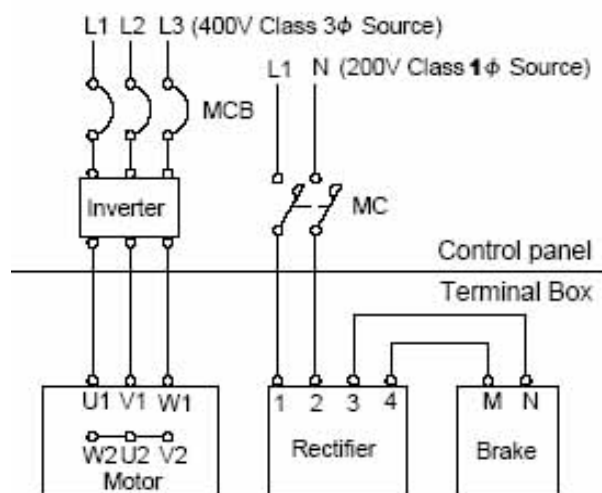 L1 L2 L3 (400V Class 3ϕ Source)
L1 N (200V Class 1ϕ Source)
MCB
Inverter
MC
Control panel
Terminal Box
U1 V1 W1
W2 U2 V2
Motor
1 2 3 4
Rectifier
M N
Brake